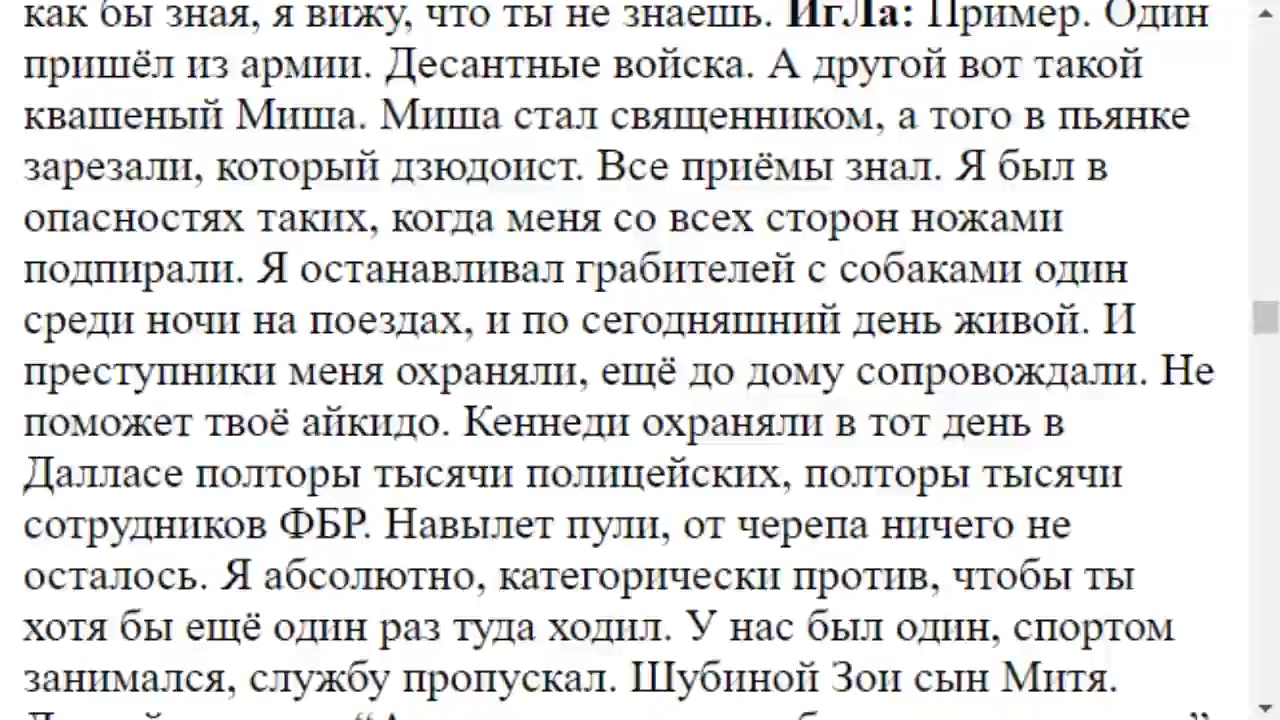 как бы зная, я вижу, что ты не знаешь. ИгЛа: Пример. Один
пришёл из армии. Десантные войска. А другой вот такой
квашеный Миша. Миша стал священником, а того в пьянке
зарезали, который дзюдоист. Все приёмы знал. Я был в
опасностях таких, когда меня со всех сторон ножами
подпирали. Я останавливал грабителей с собаками один
среди ночи на поездах, и по сегодняшний день живой. И
преступники меня охраняли, ещё до дому сопровождали. Не
поможет твоё айкидо. Кеннеди охраняли в тот день в
Далласе полторы тысячи полицейских, полторы тысячи
сотрудников ФБР. Навылет пули, от черепа ничего не
осталось. Я абсолютно, категорически против, чтобы ты
хотя бы ещё один раз туда ходил. У нас был один, спортом
занимался, службу пропускал. Шубиной Зои сын Митя.